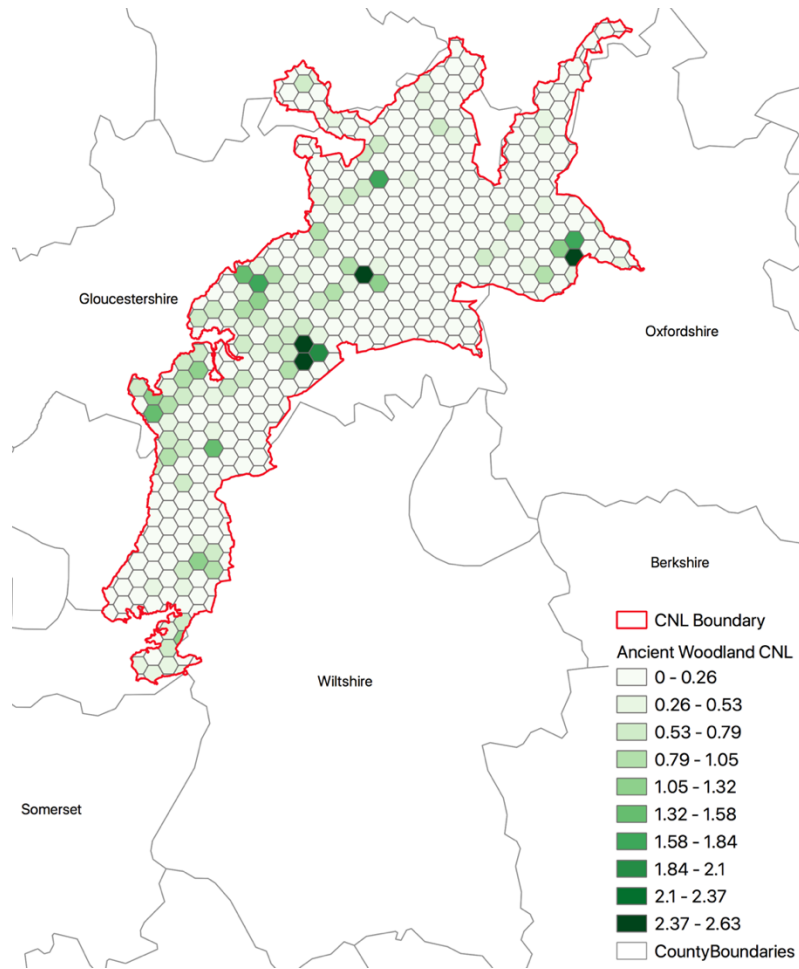 Gloucestershire
Oxfordshire
Berkshire
CNL Boundary
Ancient Woodland CNL
0 - 0.26
0.26 - 0.53
0.53 - 0.79
0.79 - 1.05
1.05 - 1.32
1.32 - 1.58
1.58 - 1.84
1.84 - 2.1
2.1 - 2.37
2.37 - 2.63
CountyBoundaries
Wiltshire
Somerset